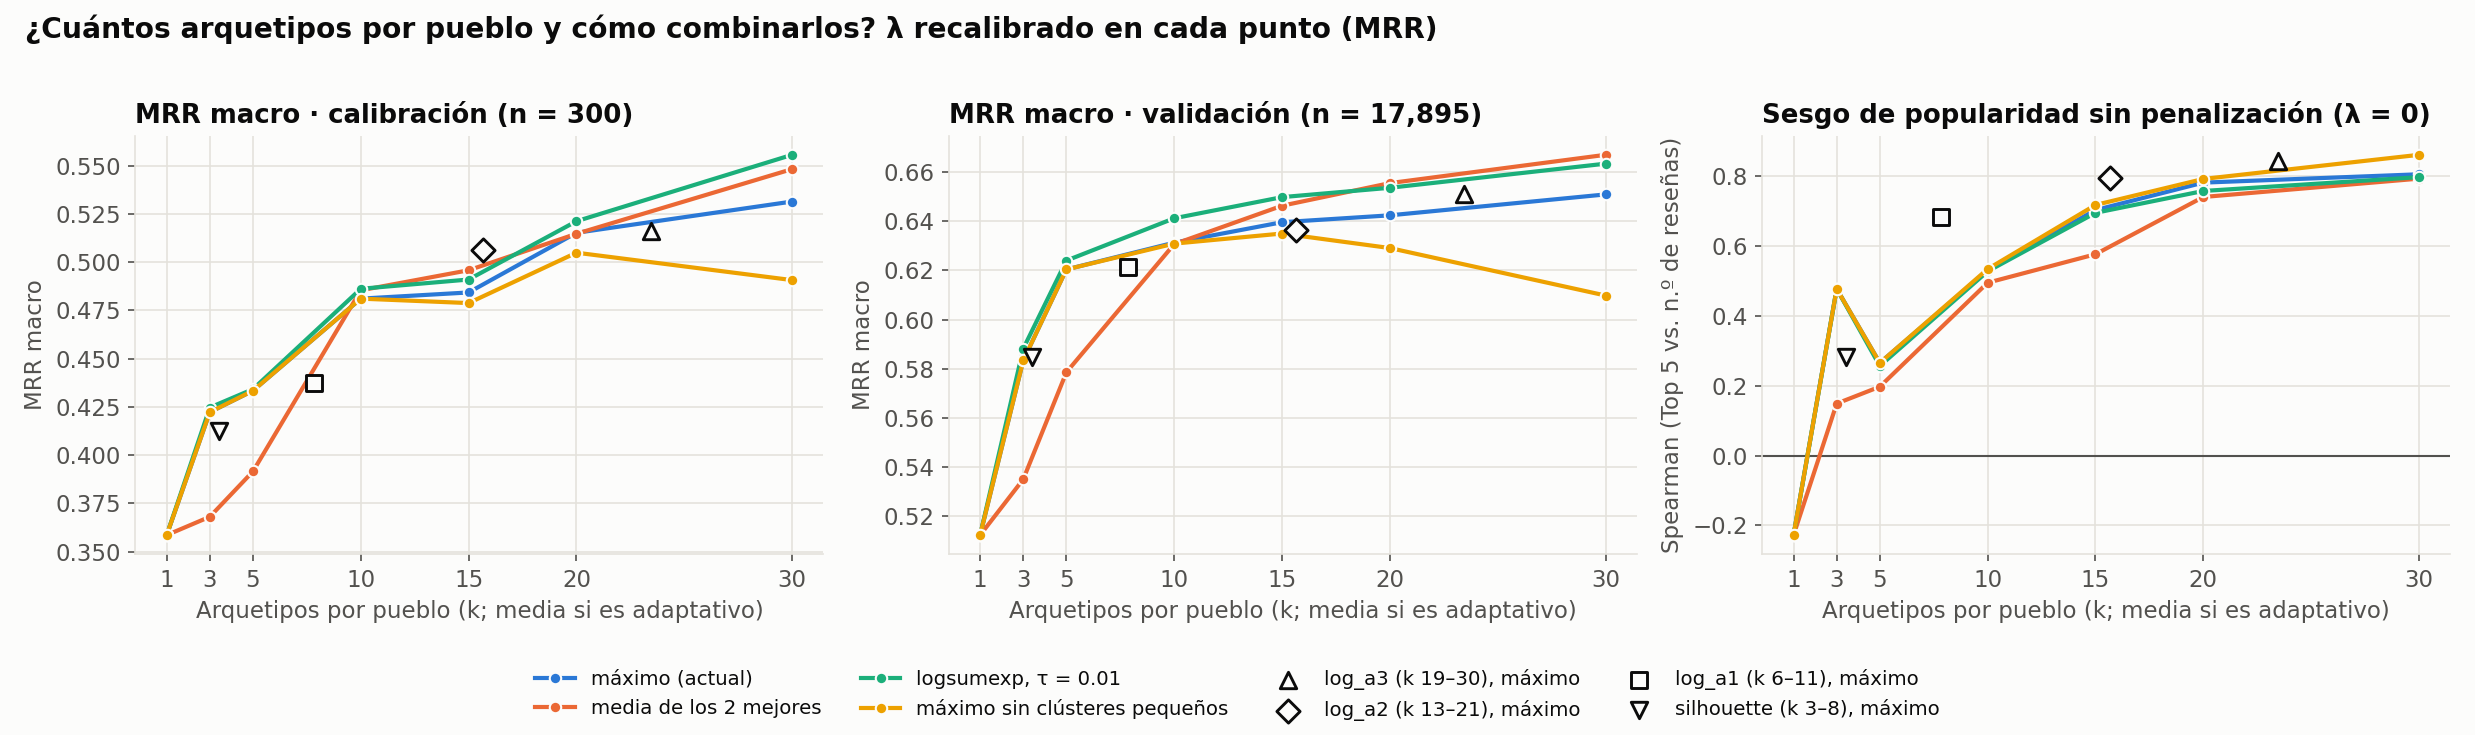 ¿Cuántos arquetipos por pueblo y cómo combinarlos? λ recalibrado en cada punto (MRR)
MRR macro · calibración (n = 300)
MRR macro
0.550
0.525
0.500
0.475
0.450
0.425
0.400
0.375
0.350
1 3 5 10 15 20 30
Arquetipos por pueblo (k; media si es adaptativo)
MRR macro · validación (n = 17,895)
MRR macro
0.66
0.64
0.62
0.60
0.58
0.56
0.54
0.52
1 3 5 10 15 20 30
Arquetipos por pueblo (k; media si es adaptativo)
Sesgo de popularidad sin penalización (λ = 0)
Spearman (Top 5 vs. n.º de reseñas)
0.8
0.6
0.4
0.2
0.0
−0.2
1 3 5 10 15 20 30
Arquetipos por pueblo (k; media si es adaptativo)
máximo (actual)
media de los 2 mejores
logsumexp, τ = 0.01
máximo sin clústeres pequeños
log_a3 (k 19–30), máximo
log_a2 (k 13–21), máximo
log_a1 (k 6–11), máximo
silhouette (k 3–8), máximo